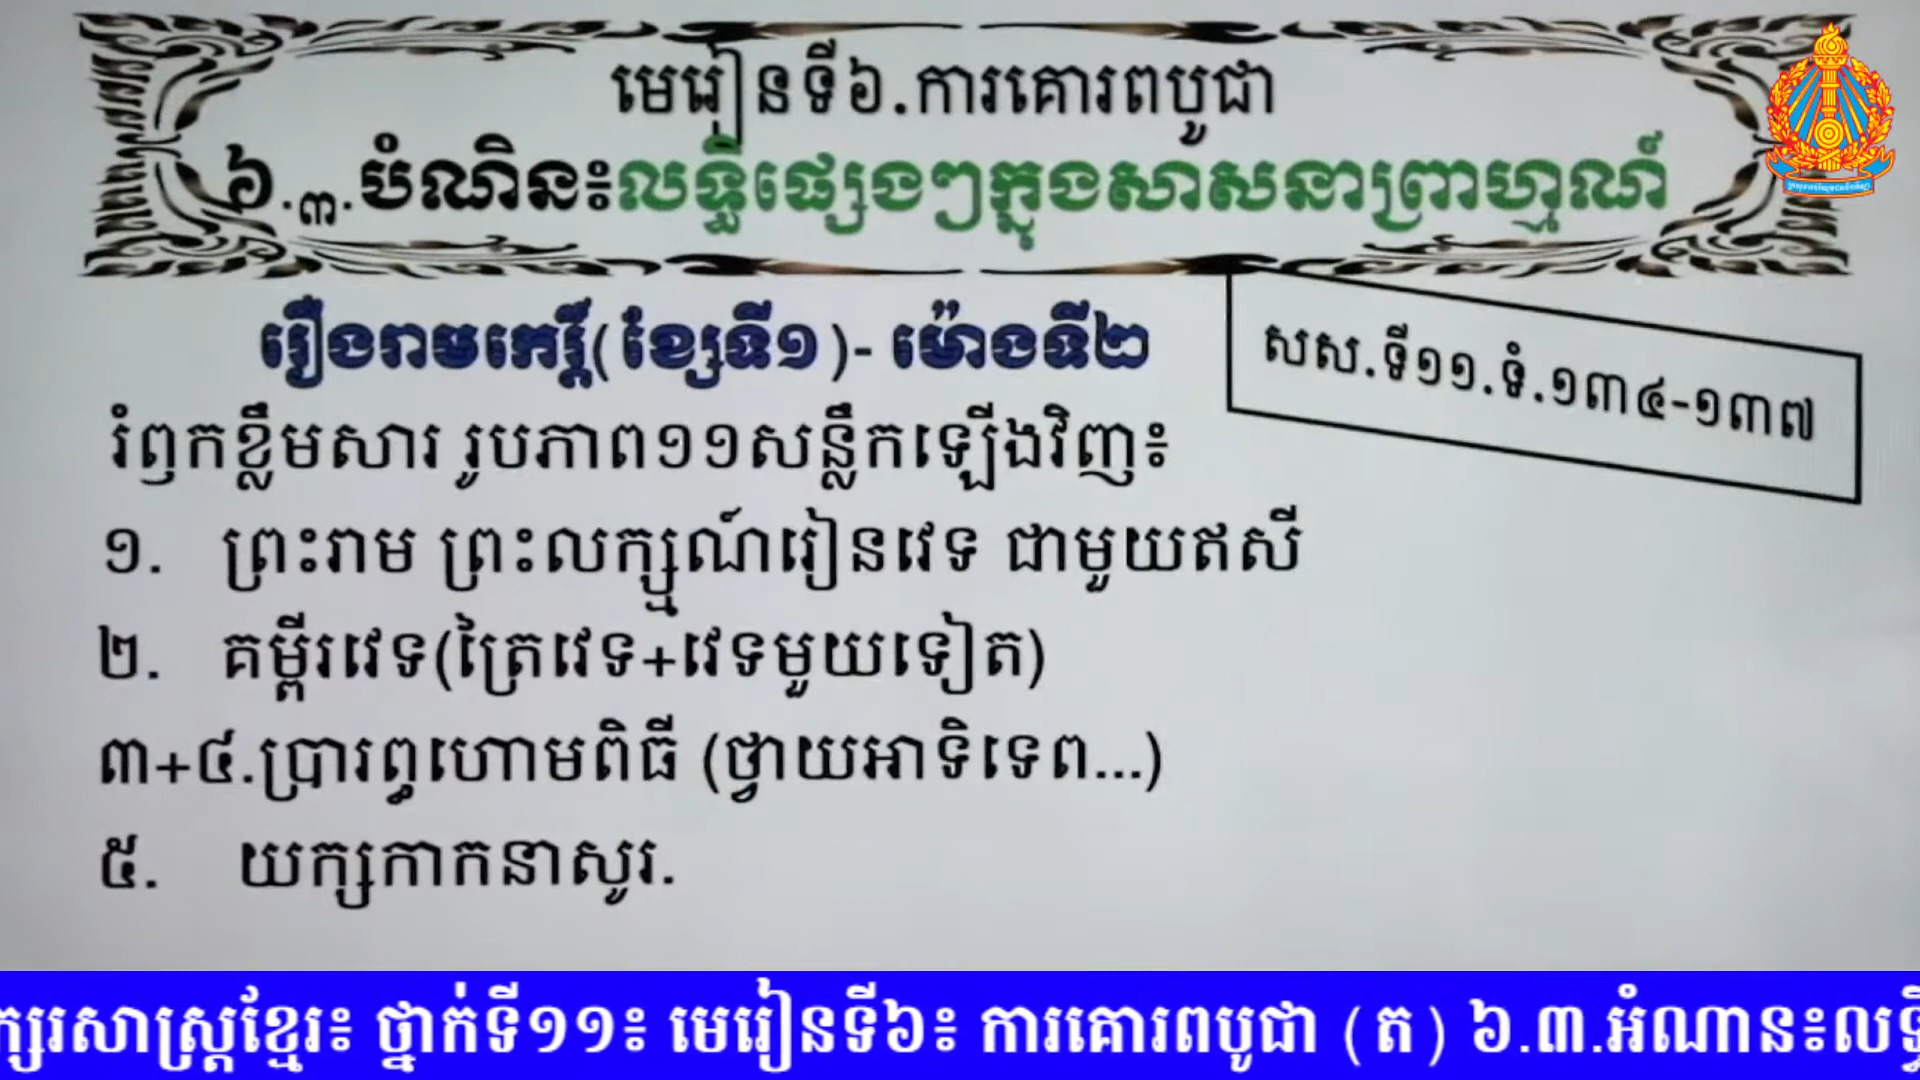 មេរៀនទី៦.ការគោរពបូជា
៦.៣.បំណិន៖លទ្ធិផ្សេងៗក្នុងសាសនាព្រាហ្មណ៍
រឿងរាមកេរ្តិ៍(ខ្សែទី១)- ម៉ោងទី២
សស.ទី១១.ទំ.១៣៤-១៣៧
រំឭកខ្លឹមសារ រូបភាព១១សន្លឹកឡើងវិញ៖
១. ព្រះរាម ព្រះលក្ស្មណ៍រៀនវេទ ជាមួយឥសី
២. គម្ពីរវេទ(ត្រៃវេទ+វេទមួយទៀត)
៣+៤.ប្រារព្ធហោមពិធី (ថ្វាយអាទិទេព...)
៥. យក្សកាកនាសូរ.
ក្សរសាស្ត្រខ្មែរ៖ ថ្នាក់ទី១១៖ មេរៀនទី៦៖ ការគោរពបូជា (ត) ៦.៣.អំណាន៖លទ្ធិ